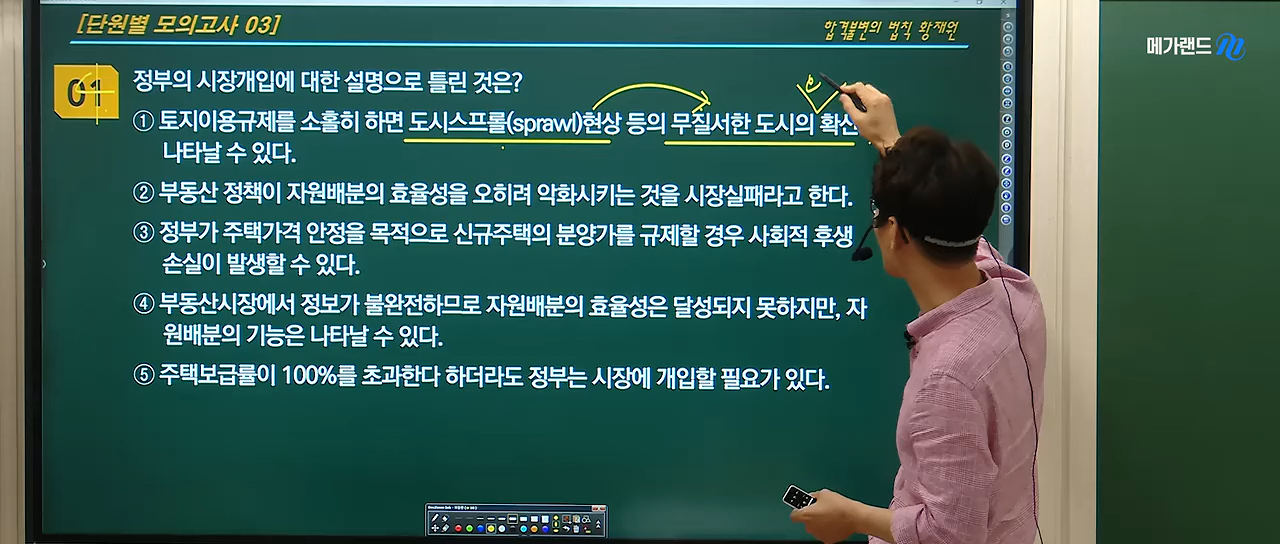 [단원별 모의고사 03]
합격불변의 법칙 황재원
메가랜드
01 정부의 시장개입에 대한 설명으로 틀린 것은?
① 토지이용규제를 소홀히 하면 도시스프롤(sprawl)현상 등의 무질서한 도시의 확산
나타날 수 있다.
② 부동산 정책이 자원배분의 효율성을 오히려 악화시키는 것을 시장실패라고 한다.
③ 정부가 주택가격 안정을 목적으로 신규주택의 분양가를 규제할 경우 사회적 후생
손실이 발생할 수 있다.
④ 부동산시장에서 정보가 불완전하므로 자원배분의 효율성은 달성되지 못하지만, 자
원배분의 기능은 나타날 수 있다.
⑤ 주택보급률이 100%를 초과한다 하더라도 정부는 시장에 개입할 필요가 있다.